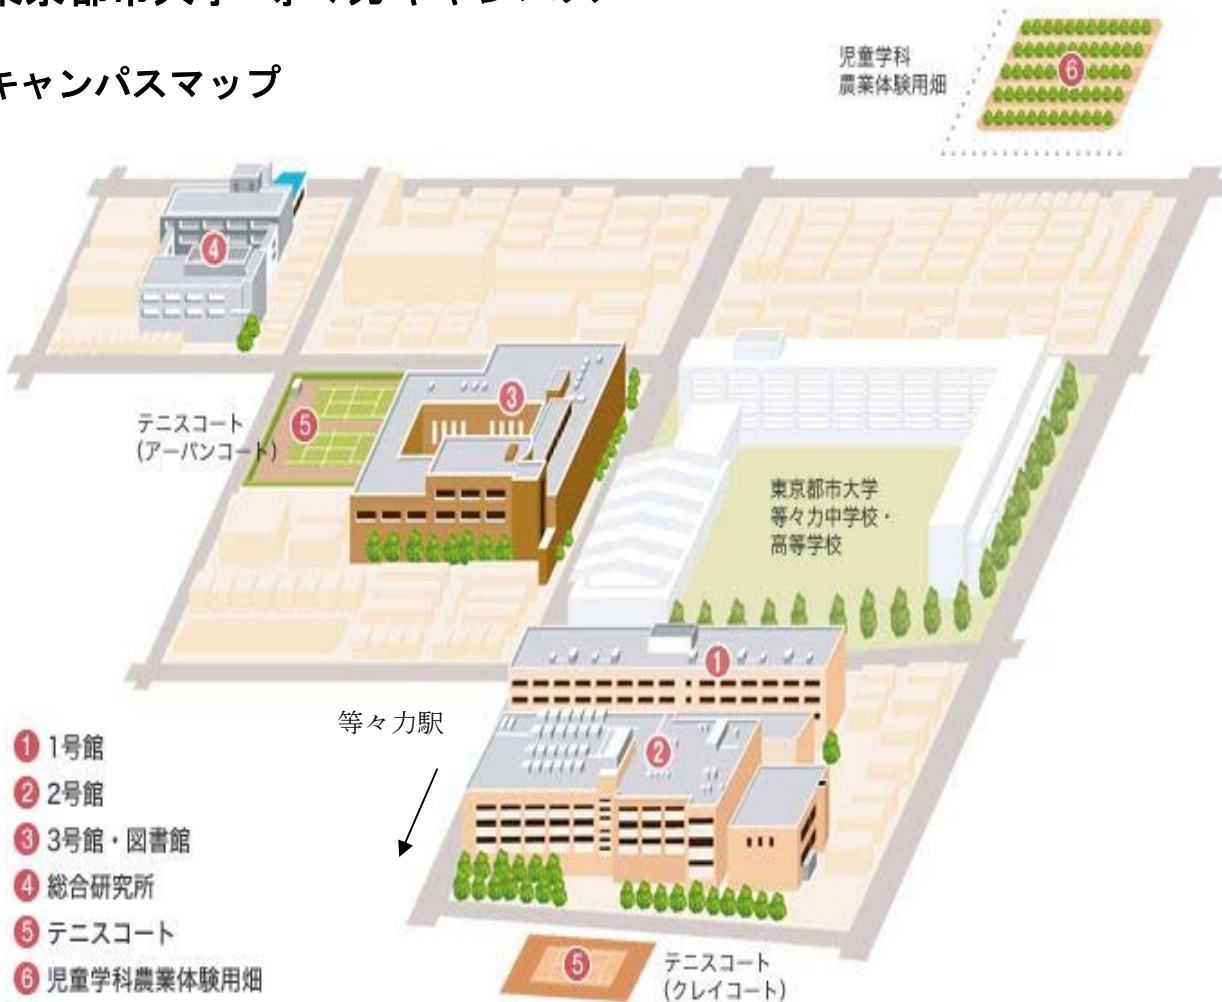 キャンパスマップ
児童学科
農業体験用畑
6
4
3
5
テニスコート
(アーバンコート)
東京都市大学
等々力中学校・
高等学校
1
等々力駅
2
1 1号館
2 2号館
3 3号館・図書館
4 総合研究所
5 テニスコート
6 児童学科農業体験用畑
5
テニスコート
(クレイコート)